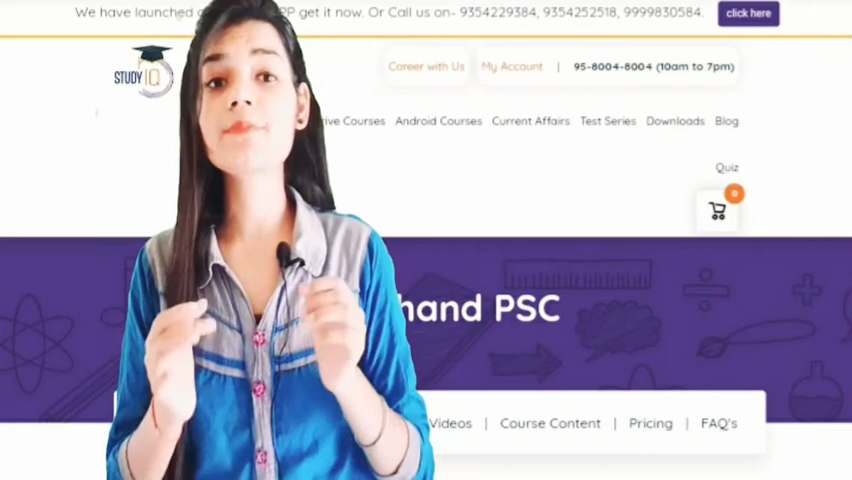 We have launched
PP get it now. Or Call us on- 9354229384, 9354252518, 9999830584.
click here
STUDY IQ
Career with Us
My Account | 95-8004-8004 (10am to 7pm)
Courses Android Courses Current Affairs Test Series Downloads Blog
Quiz
0
hand PSC
Videos | Course Content | Pricing | FAQ's